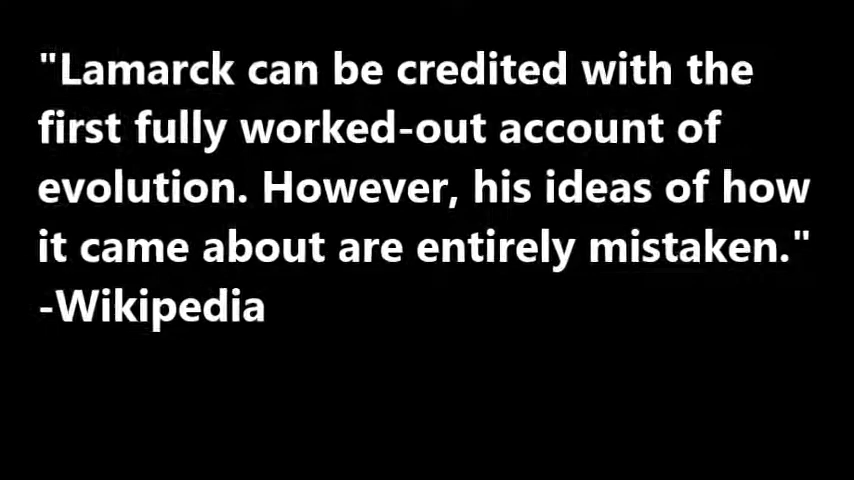 "Lamarck can be credited with the
first fully worked-out account of
evolution. However, his ideas of how
it came about are entirely mistaken."
-Wikipedia